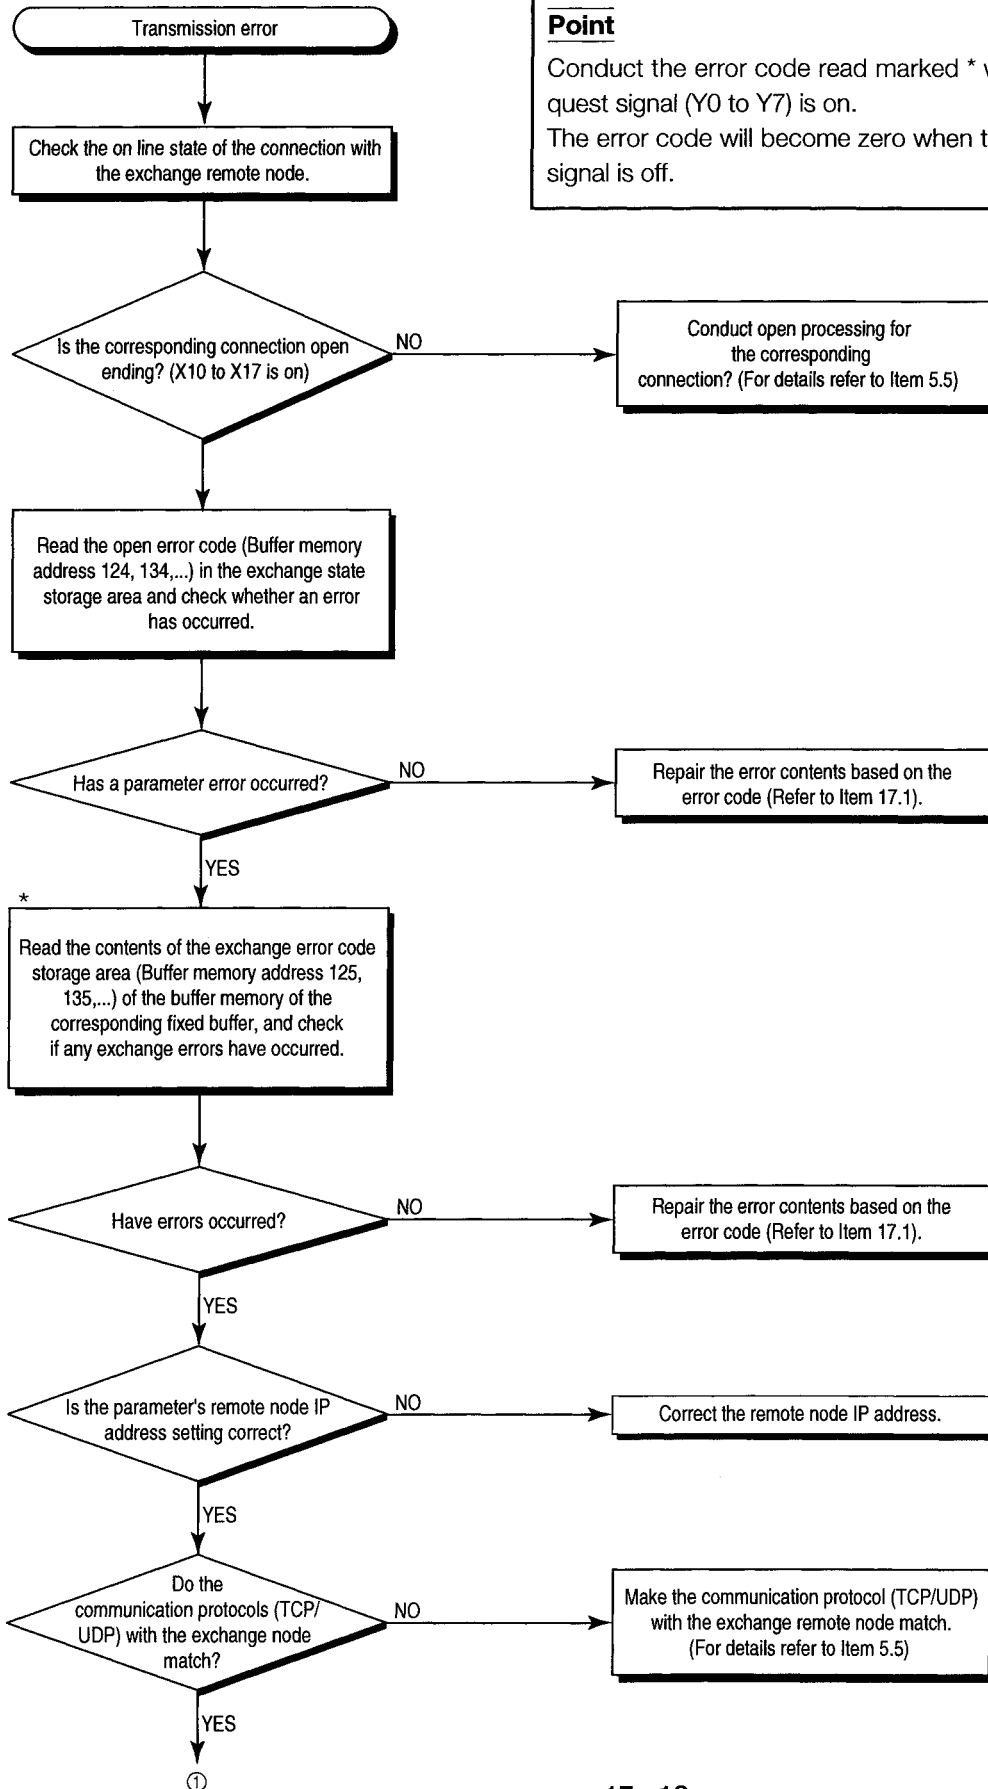 Transmission error
Point
Conduct the error code read marked *
quest signal (Y0 to Y7) is on.
The error code will become zero when
signal is off.
Check the on line state of the connection with
the exchange remote node.
Is the corresponding connection open
ending? (X10 to X17 is on)
NO
Conduct open processing for
the corresponding
connection? (For details refer to Item 5.5)
Read the open error code (Buffer memory
address 124, 134,...) in the exchange state
storage area and check whether an error
has occurred.
Has a parameter error occurred?
NO
Repair the error contents based on the
error code (Refer to Item 17.1).
YES
*
Read the contents of the exchange error code
storage area (Buffer memory address 125,
135,...) of the buffer memory of the
corresponding fixed buffer, and check
if any exchange errors have occurred.
Have errors occurred?
NO
Repair the error contents based on the
error code (Refer to Item 17.1).
YES
Is the parameter's remote node IP
address setting correct?
NO
Correct the remote node IP address.
YES
Do the
communication protocols (TCP/
UDP) with the exchange node
match?
NO
Make the communication protocol (TCP/UDP)
with the exchange remote node match.
(For details refer to Item 5.5)
YES
①